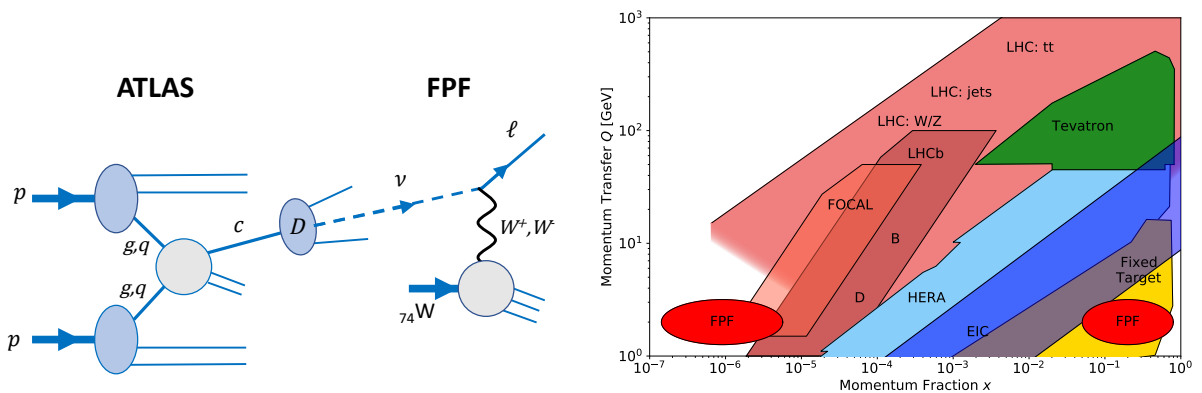 ATLAS
FPF
p
g,q
c
D
ν
ℓ
W⁺,W⁻
g,q
₇₄W
p
Momentum Transfer Q [GeV]
10³
10²
10¹
10⁰
LHC: tt
LHC: jets
LHC: W/Z
Tevatron
LHCb
FOCAL
B
D
HERA
Fixed
Target
EIC
FPF
FPF
10⁻⁷
10⁻⁶
10⁻⁵
10⁻⁴
10⁻³
10⁻²
10⁻¹
10⁰
Momentum Fraction x